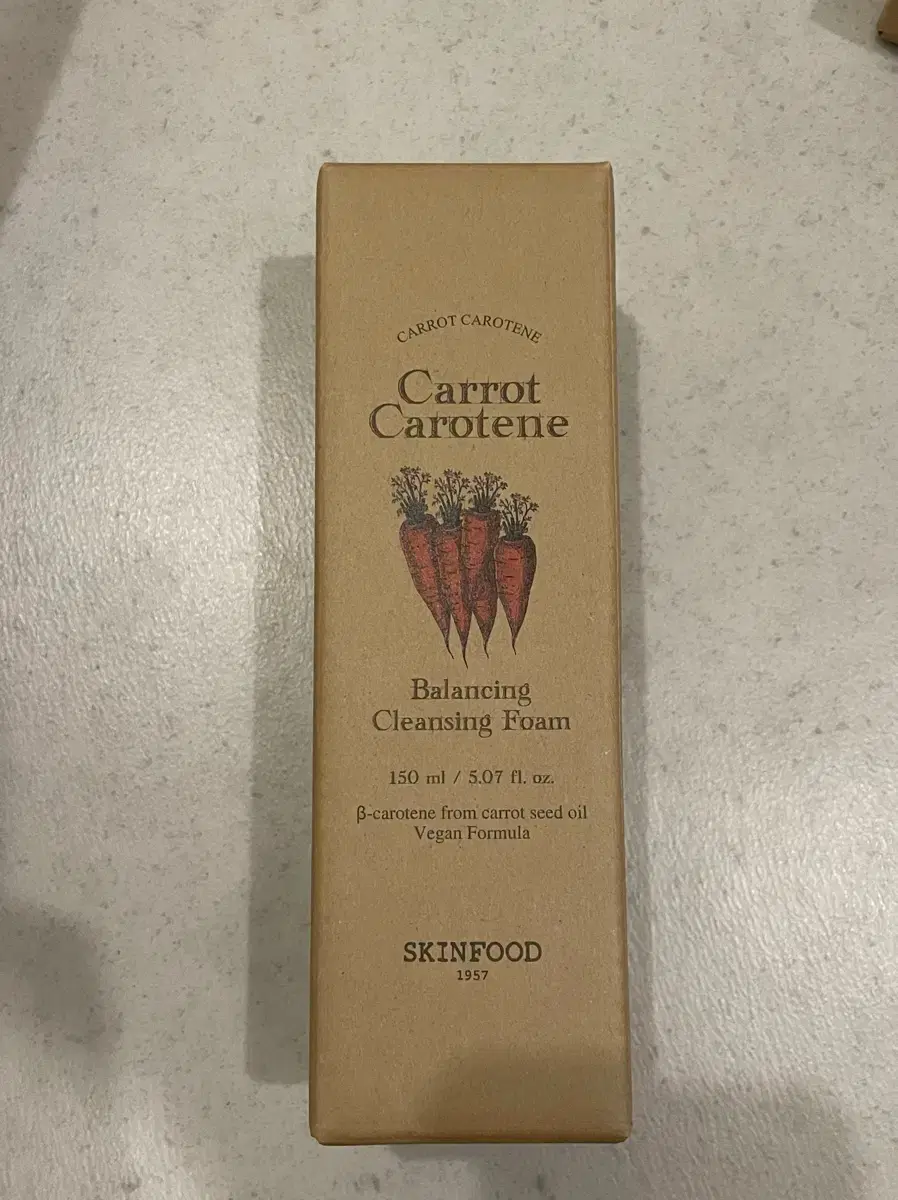 CARROT CAROTENE
Carrot
Carotene
Balancing
Cleansing Foam
150 ml / 5.07 fl. oz.
β-carotene from carrot seed oil
Vegan Formula
SKINFOOD
1957